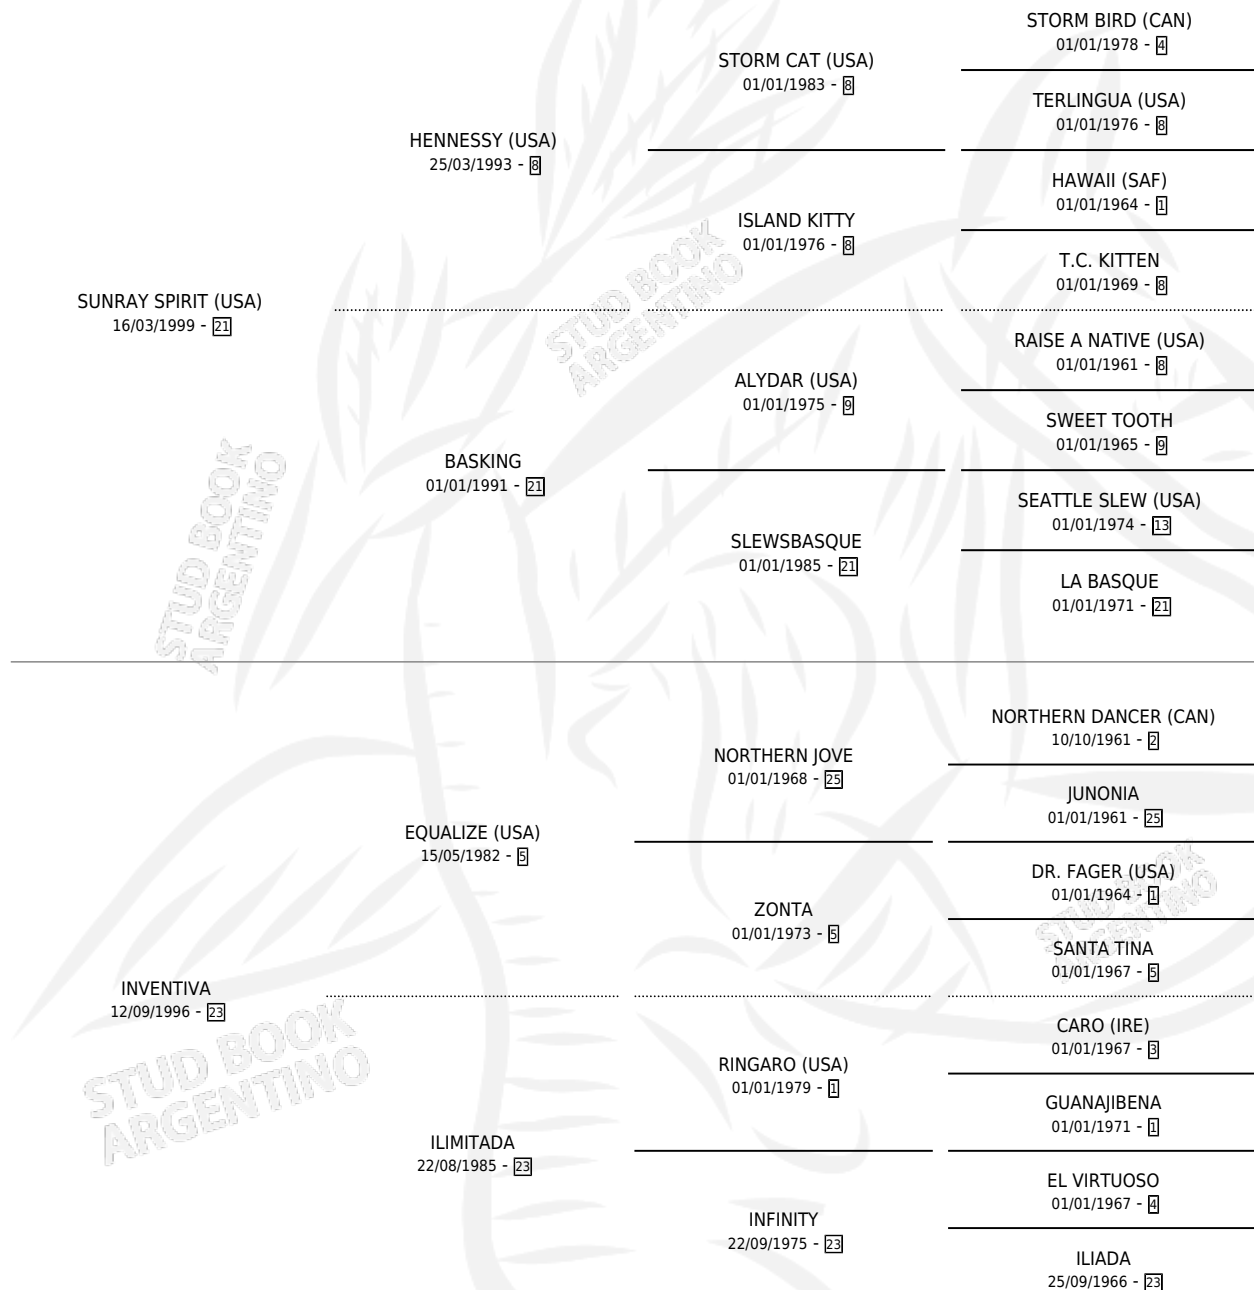 STORM BIRD (CAN)
01/01/1978 - 4
STORM CAT (USA)
01/01/1983 - 8
TERLINGUA (USA)
01/01/1976 - 8
HENNESSY (USA)
25/03/1993 - 8
HAWAII (SAF)
01/01/1964 - 1
ISLAND KITTY
01/01/1976 - 8
T.C. KITTEN
01/01/1969 - 8
SUNRAY SPIRIT (USA)
16/03/1999 - 21
RAISE A NATIVE (USA)
01/01/1961 - 8
ALYDAR (USA)
01/01/1975 - 9
SWEET TOOTH
01/01/1965 - 9
BASKING
01/01/1991 - 21
SEATTLE SLEW (USA)
01/01/1974 - 13
SLEWSBASQUE
01/01/1985 - 21
LA BASQUE
01/01/1971 - 21
NORTHERN DANCER (CAN)
10/10/1961 - 2
NORTHERN JOVE
01/01/1968 - 25
JUNONIA
01/01/1961 - 25
EQUALIZE (USA)
15/05/1982 - 5
DR. FAGER (USA)
01/01/1964 - 1
ZONTA
01/01/1973 - 5
SANTA TINA
01/01/1967 - 5
INVENTIVA
12/09/1996 - 23
CARO (IRE)
01/01/1967 - 3
RINGARO (USA)
01/01/1979 - 1
GUANAJIBENA
01/01/1971 - 1
ILIMITADA
22/08/1985 - 23
EL VIRTUOSO
01/01/1967 - 4
INFINITY
22/09/1975 - 23
ILIADA
25/09/1966 - 23
STUD BOOK
ARGENTINO
STUD BOOK
ARGENTINO
STUD BOOK
ARGENTINO
STUD BOOK
ARGENTINO